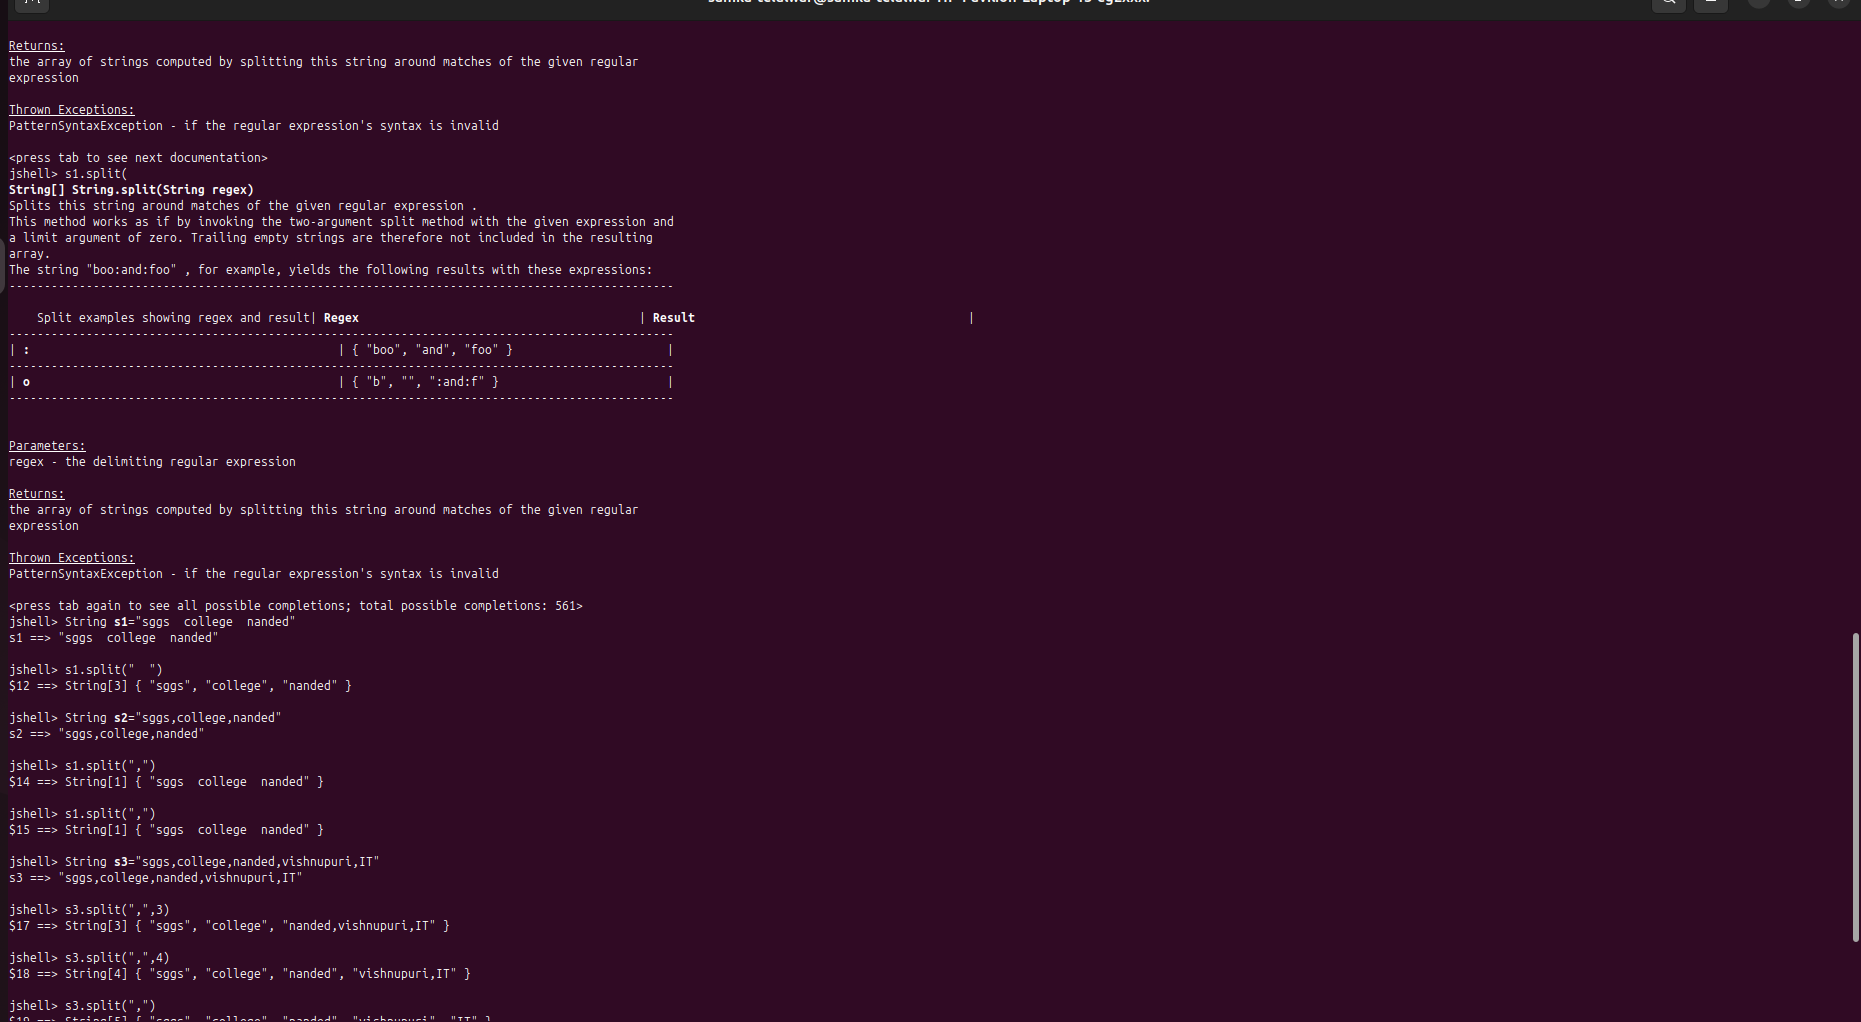 Returns:
the array of strings computed by splitting this string around matches of the given regular
expression
Thrown Exceptions:
PatternSyntaxException - if the regular expression's syntax is invalid
<press tab to see next documentation>
jshell> s1.split(
String[] String.split(String regex)
Splits this string around matches of the given regular expression .
This method works as if by invoking the two-argument split method with the given expression and
a limit argument of zero. Trailing empty strings are therefore not included in the resulting
array.
The string "boo:and:foo" , for example, yields the following results with these expressions:
-----------------------------------------------------------------------------------------------
    Split examples showing regex and result| Regex                                        | Result                                       |
-----------------------------------------------------------------------------------------------
| :                                            | { "boo", "and", "foo" }                      |
-----------------------------------------------------------------------------------------------
| o                                            | { "b", "", ":and:f" }                        |
-----------------------------------------------------------------------------------------------
Parameters:
regex - the delimiting regular expression
Returns:
the array of strings computed by splitting this string around matches of the given regular
expression
Thrown Exceptions:
PatternSyntaxException - if the regular expression's syntax is invalid
<press tab again to see all possible completions; total possible completions: 561>
jshell> String s1="sggs  college  nanded"
s1 ==> "sggs  college  nanded"
jshell> s1.split("  ")
$12 ==> String[3] { "sggs", "college", "nanded" }
jshell> String s2="sggs,college,nanded"
s2 ==> "sggs,college,nanded"
jshell> s1.split(",")
$14 ==> String[1] { "sggs  college  nanded" }
jshell> s1.split(",")
$15 ==> String[1] { "sggs  college  nanded" }
jshell> String s3="sggs,college,nanded,vishnupuri,IT"
s3 ==> "sggs,college,nanded,vishnupuri,IT"
jshell> s3.split(",",3)
$17 ==> String[3] { "sggs", "college", "nanded,vishnupuri,IT" }
jshell> s3.split(",",4)
$18 ==> String[4] { "sggs", "college", "nanded", "vishnupuri,IT" }
jshell> s3.split(",")
$19 ==> String[5] { "sggs", "college", "nanded", "vishnupuri", "IT" }